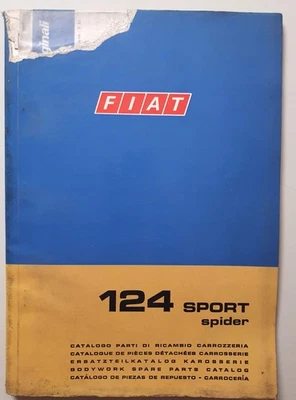 ginali
FIAT
124 SPORT
spider
CATALOGO PARTI DI RICAMBIO CARROZZERIA
CATALOGUE DE PIÈCES DÉTACHÉES CARROSSERIE
ERSATZTEILKATALOG KAROSSERIE
BODYWORK SPARE PARTS CATALOG
CATÁLOGO DE PIEZAS DE REPUESTO - CARROCERÍA